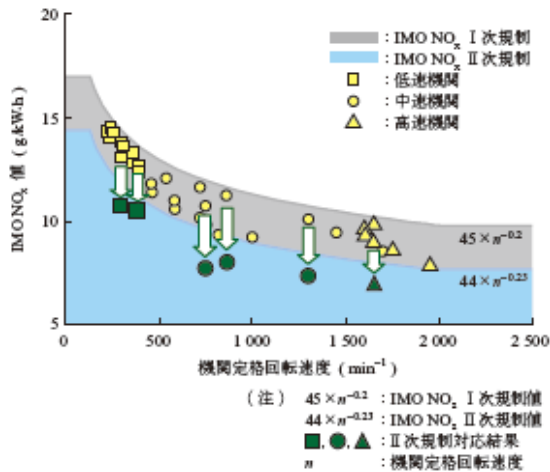 : IMO NOx Ⅰ次規制
: IMO NOx Ⅱ次規制
: 低速機関
: 中速機関
: 高速機関
IMO NOx 値 ( g/kW·h )
20
15
10
5
45×n^-0.2
44×n^-0.23
0
500
1 000
1 500
2 000
2 500
機関定格回転速度 ( min^-1 )
( 注 ) 45×n^-0.2 : IMO NOx Ⅰ次規制値
44×n^-0.23 : IMO NOx Ⅱ次規制値
■, ●, ▲ : Ⅱ次規制対応結果
n : 機関定格回転速度